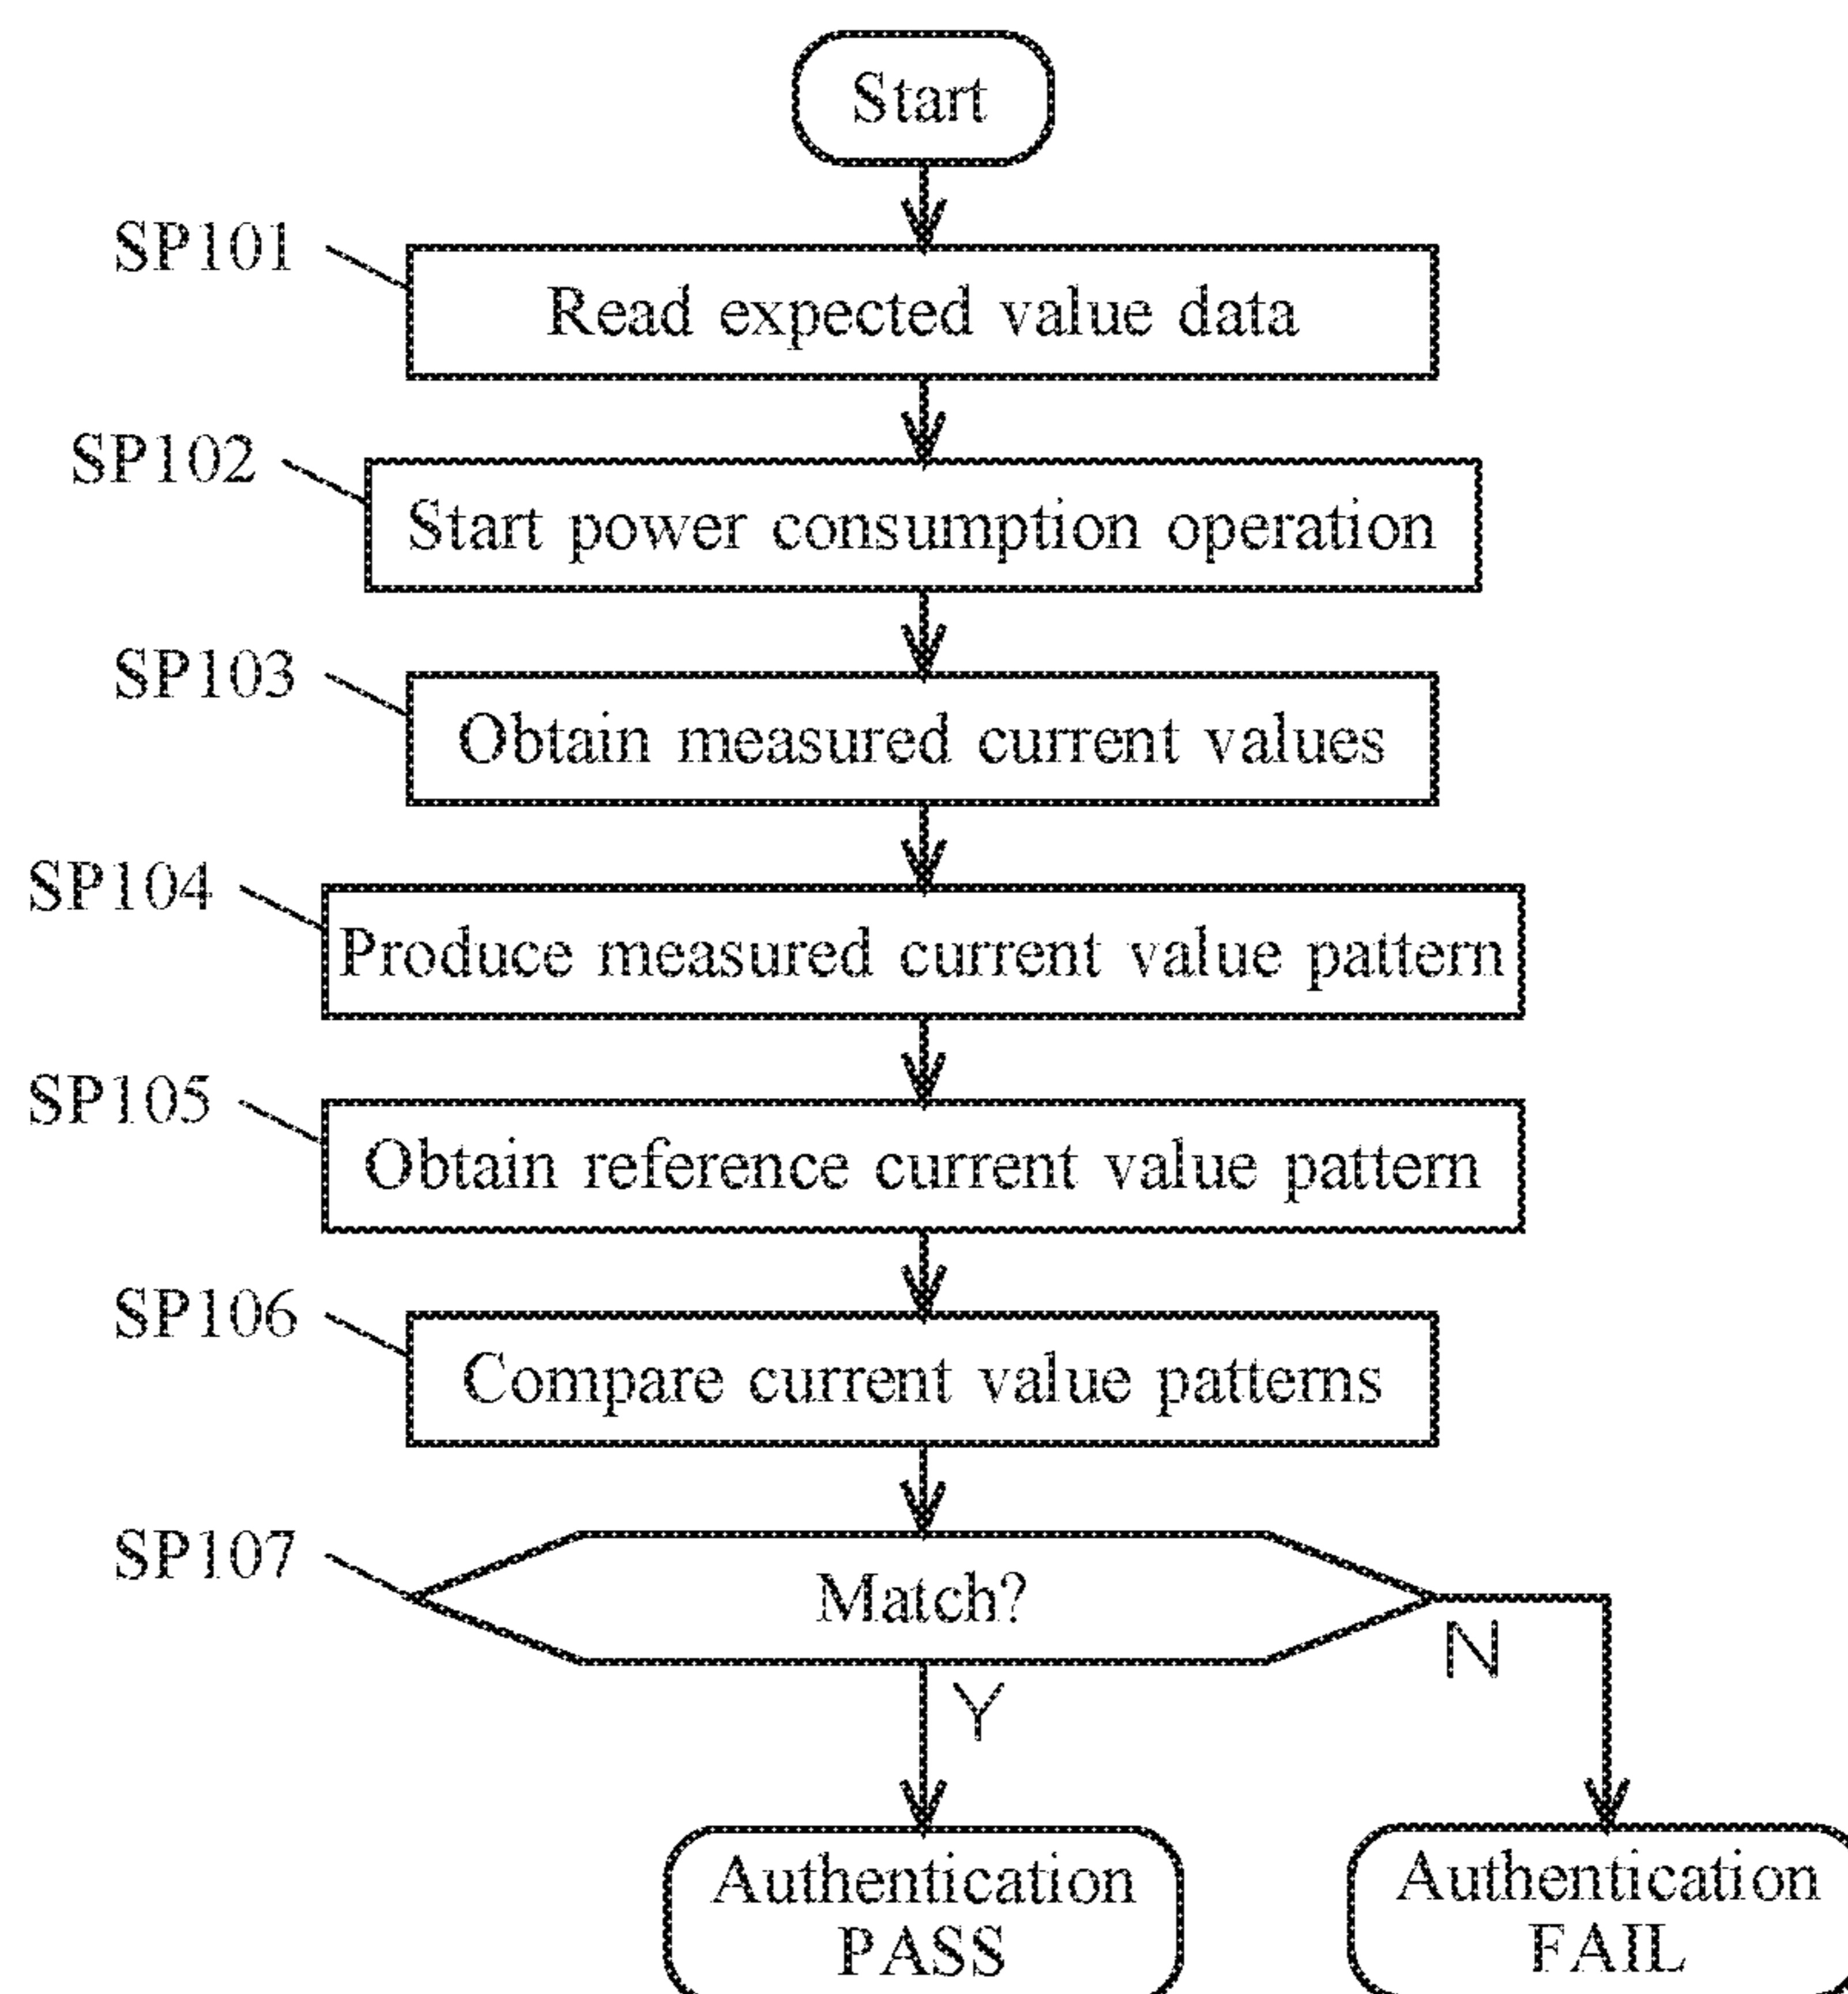 Start
SP101
Read expected value data
SP102
Start power consumption operation
SP103
Obtain measured current values
SP104
Produce measured current value pattern
SP105
Obtain reference current value pattern
SP106
Compare current value patterns
SP107
Match?
N
Y
Authentication
PASS
Authentication
FAIL